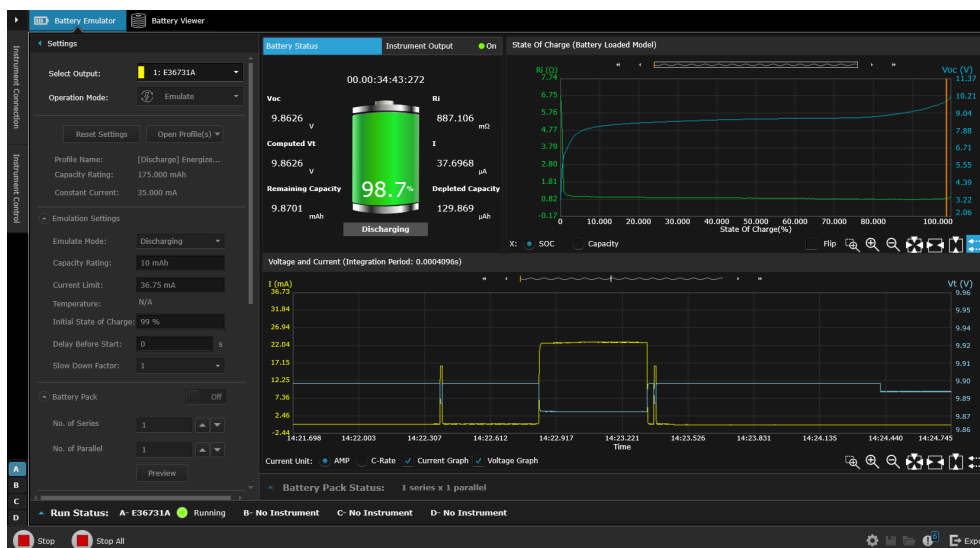 Battery Emulator
Battery Viewer
Instrument Connection
Instrument Control
A
B
C
D
Settings
Select Output: 1: E36731A
Operation Mode: Emulate
Reset Settings Open Profile(s)
Profile Name: [Discharge] Energize...
Capacity Rating: 175.000 mAh
Constant Current: 35.000 mA
Emulation Settings
Emulate Mode: Discharging
Capacity Rating: 10 mAh
Current Limit: 36.75 mA
Temperature: N/A
Initial State of Charge: 99 %
Delay Before Start: 0 s
Slow Down Factor: 1
Battery Pack Off
No. of Series 1
No. of Parallel 1
Preview
Battery Status Instrument Output On
00.00:34:43:272
Voc Ri
9.8626 V 887.106 mΩ
Computed Vt I
9.8626 V 37.6968 µA
Remaining Capacity 98.7% Depleted Capacity
9.8701 mAh 129.869 µAh
Discharging
State Of Charge (Battery Loaded Model)
Ri (Ω) Voc (V)
7.74 11.37
6.75 10.21
5.76 9.04
4.77 7.88
3.79 6.71
2.80 5.55
1.81 4.39
0.82 3.22
-0.17 2.06
0 10.000 20.000 30.000 40.000 50.000 60.000 70.000 80.000 100.000
State Of Charge(%)
X: SOC Capacity Flip
Voltage and Current (Integration Period: 0.0004096s)
I (mA) Vt (V)
36.73 9.96
31.84 9.95
26.94 9.94
22.04 9.92
17.15 9.91
12.25 9.90
7.36 9.89
2.46 9.87
-2.44 9.86
14:21.698 14:22.003 14:22.307 14:22.612 14:22.917 14:23.221 14:23.526 14:23.831 14:24.135 14:24.440 14:24.745
Time
Current Unit: AMP C-Rate Current Graph Voltage Graph
Battery Pack Status: 1 series x 1 parallel
Run Status: A- E36731A Running B- No Instrument C- No Instrument D- No Instrument
Stop Stop All 6 Expo